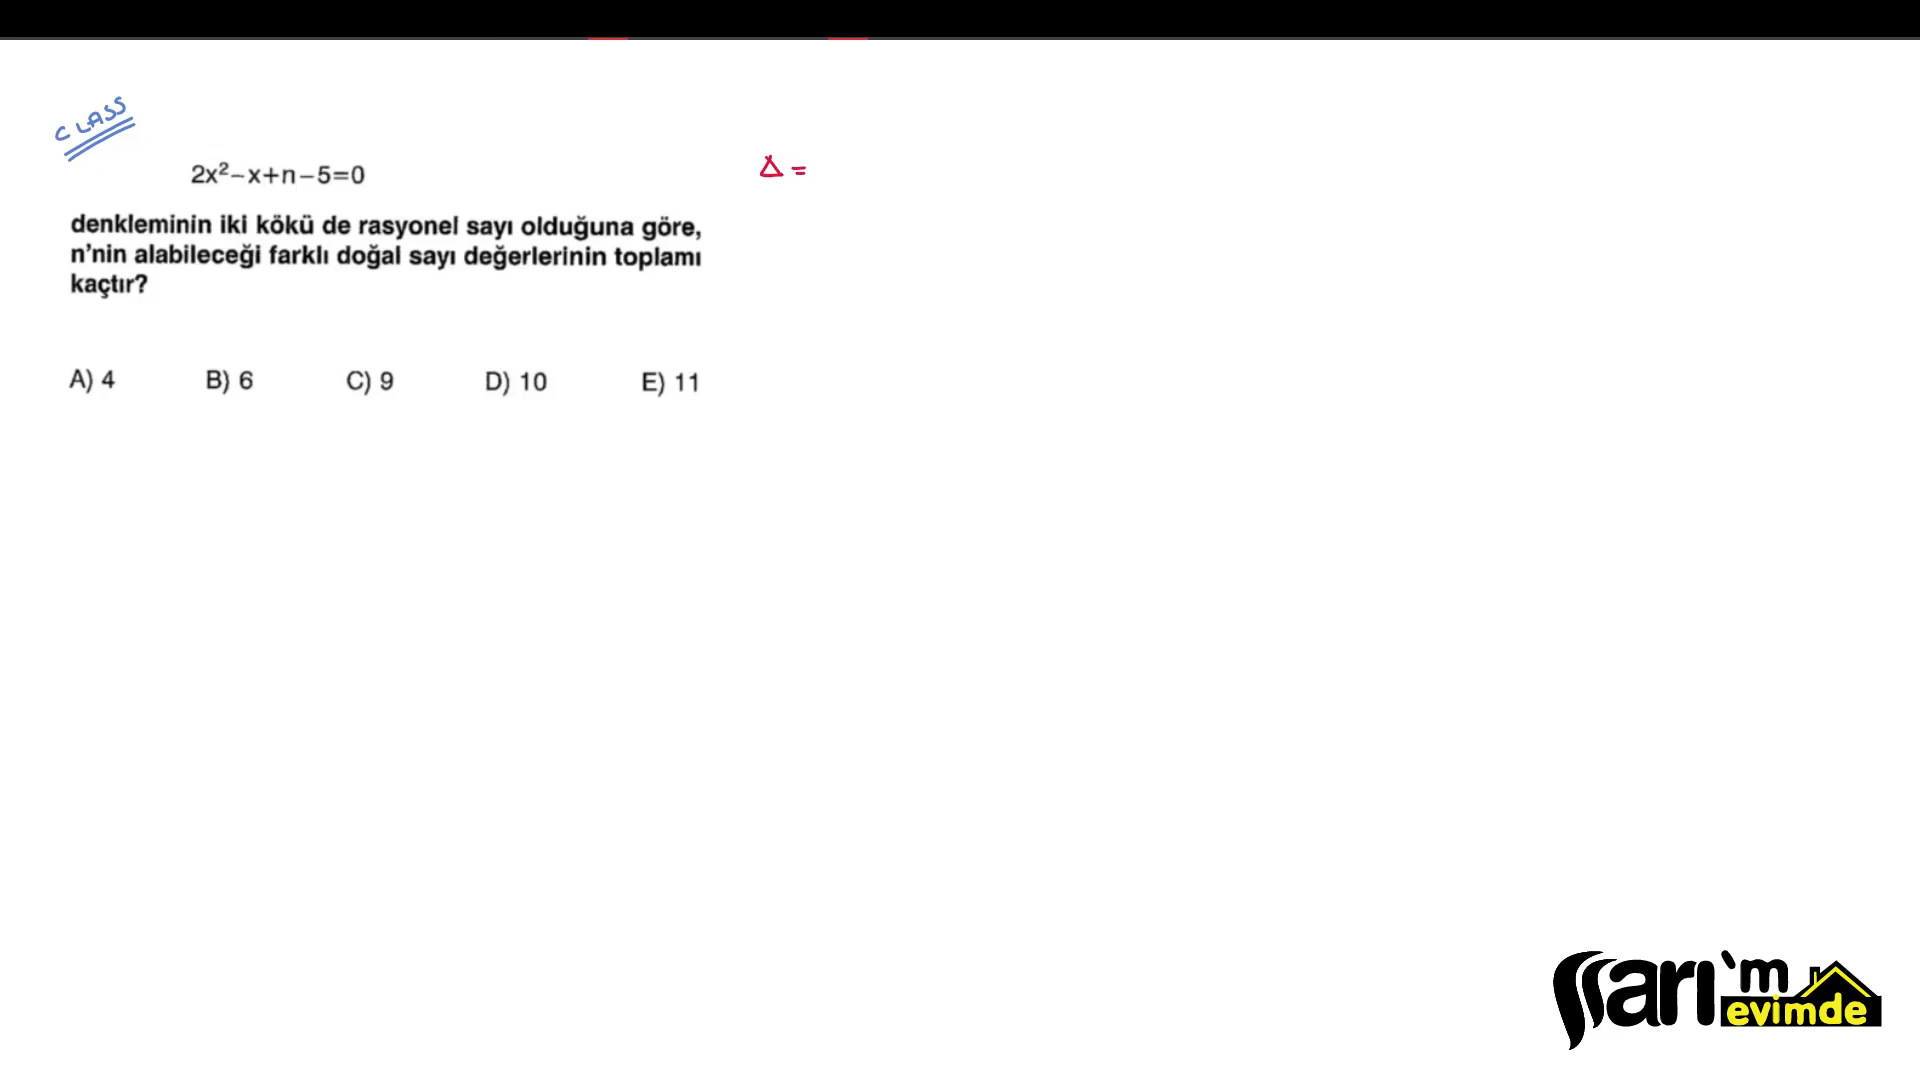 CLASS
2x²-x+n-5=0
Δ =
denkleminin iki kökü de rasyonel sayı olduğuna göre,
n'nin alabileceği farklı doğal sayı değerlerinin toplamı
kaçtır?
A) 4 B) 6 C) 9 D) 10 E) 11
Sarı'm
evimde